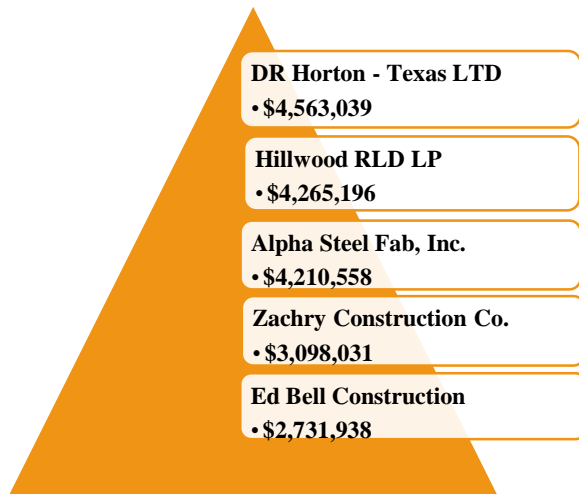 DR Horton - Texas LTD
• $4,563,039
Hillwood RLD LP
• $4,265,196
Alpha Steel Fab, Inc.
• $4,210,558
Zachry Construction Co.
• $3,098,031
Ed Bell Construction
• $2,731,938